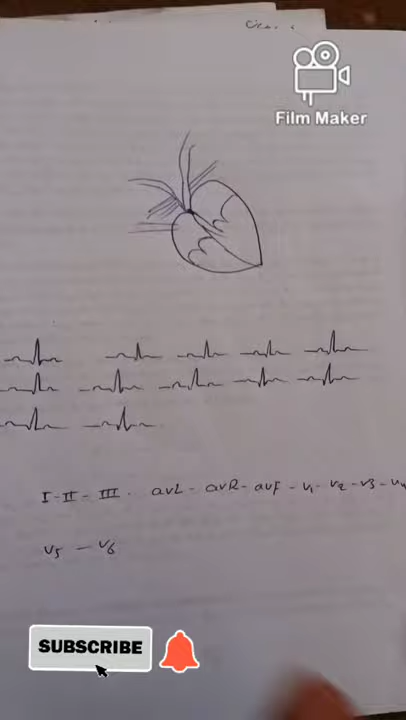 Film Maker
I - II - III . avL - avR - avF - V1 - V2 - V3 - V4
V5 - V6
SUBSCRIBE